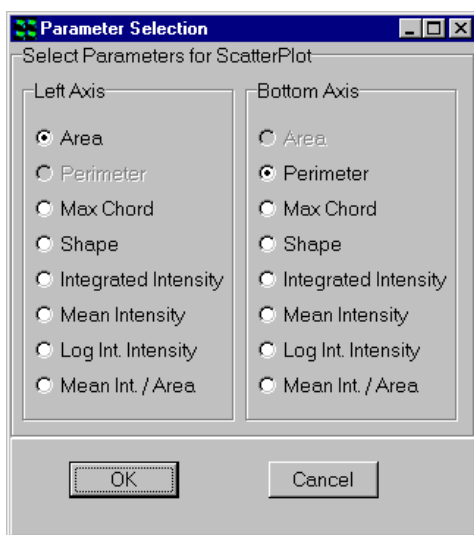 Parameter Selection
Select Parameters for ScatterPlot
Left Axis
Area
Perimeter
Max Chord
Shape
Integrated Intensity
Mean Intensity
Log Int. Intensity
Mean Int. / Area
Bottom Axis
Area
Perimeter
Max Chord
Shape
Integrated Intensity
Mean Intensity
Log Int. Intensity
Mean Int. / Area
OK
Cancel